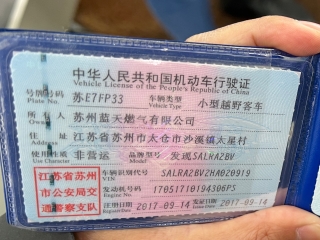 中华人民共和国机动车行驶证
Vehicle License of the People's Republic of China
号牌号码 苏E7FP33 车辆类型 小型越野客车
Plate No. Vehicle Type
所有人 苏州蓝天燃气有限公司
Owner
住址 江苏省苏州市太仓市沙溪镇太星村
Address
使用性质 非营运 品牌型号 发现SALRA2BV
Use Character Model
江苏省苏州市公安局交通警察支队
车辆识别代号 SALRA2BV2HA020919
VIN
发动机号码 17051710194306PS
Engine No.
注册日期 2017-09-14 发证日期 2017-09-14
Register Date Issue Date